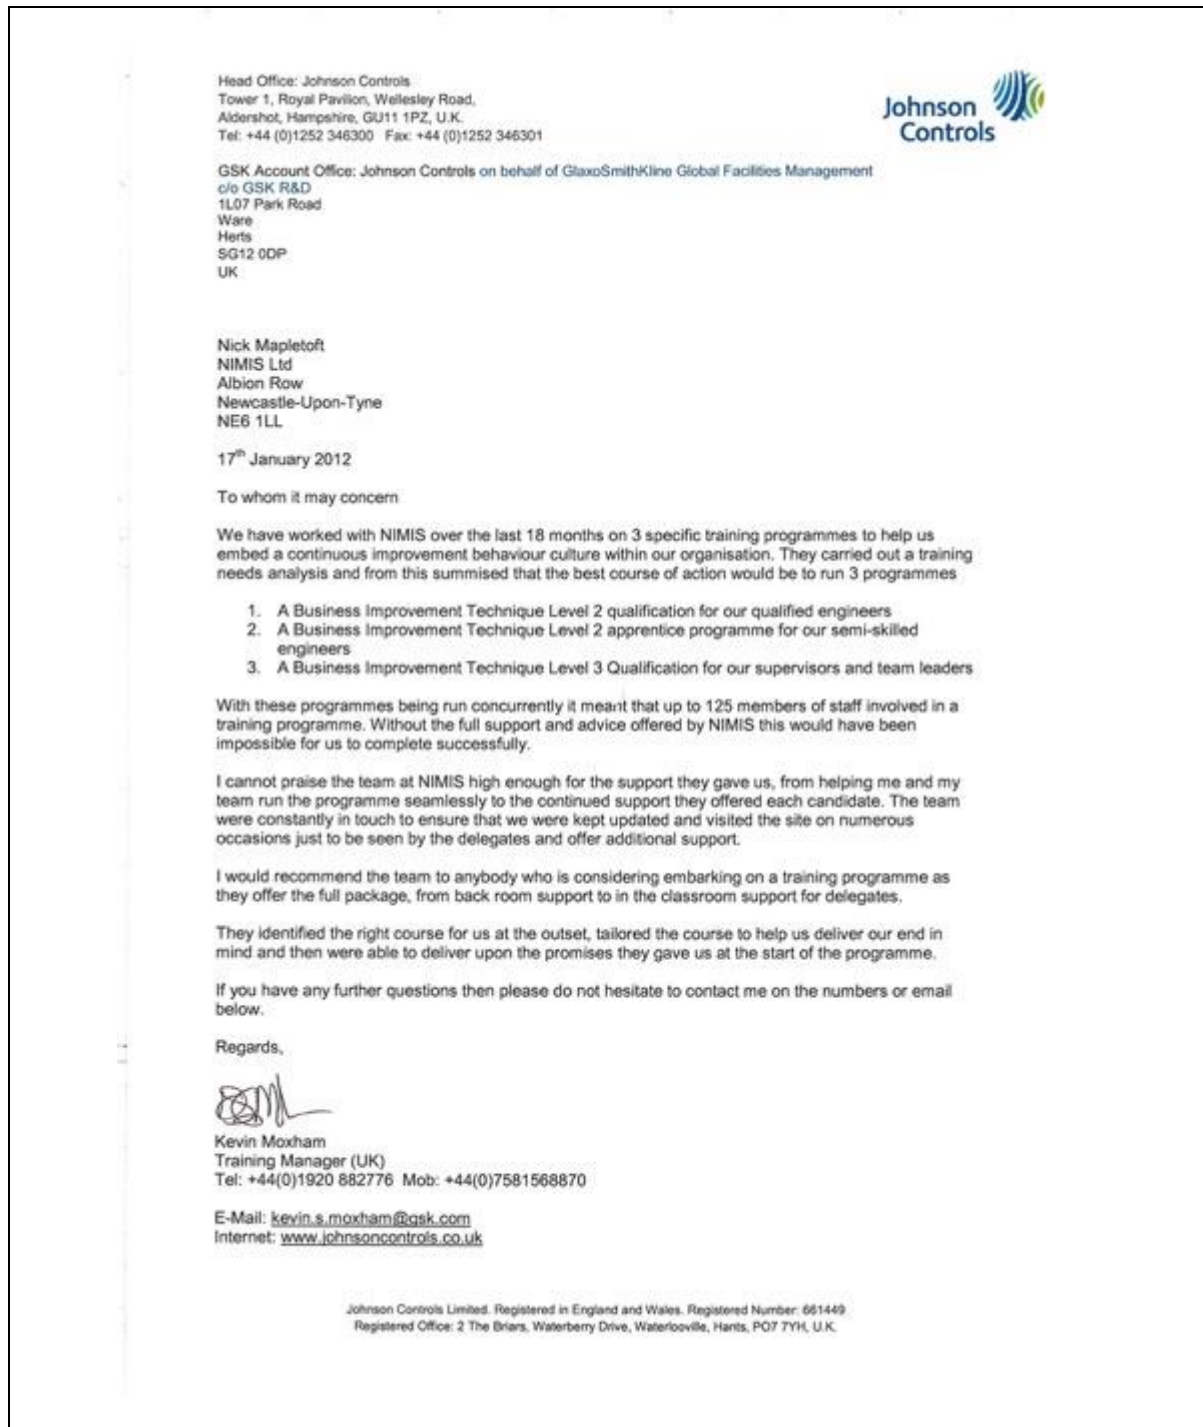 Head Office: Johnson Controls
Tower 1, Royal Pavilion, Wellesley Road,
Aldershot, Hampshire, GU11 1PZ, U.K.
Tel: +44 (0)1252 346300 Fax: +44 (0)1252 346301
Johnson
Controls
GSK Account Office: Johnson Controls on behalf of GlaxoSmithKline Global Facilities Management
c/o GSK R&D
1L07 Park Road
Ware
Herts
SG12 0DP
UK
Nick Mapletoft
NIMIS Ltd
Albion Row
Newcastle-Upon-Tyne
NE6 1LL
17th January 2012
To whom it may concern
We have worked with NIMIS over the last 18 months on 3 specific training programmes to help us
embed a continuous improvement behaviour culture within our organisation. They carried out a training
needs analysis and from this summised that the best course of action would be to run 3 programmes
1. A Business Improvement Technique Level 2 qualification for our qualified engineers
2. A Business Improvement Technique Level 2 apprentice programme for our semi-skilled
engineers
3. A Business Improvement Technique Level 3 Qualification for our supervisors and team leaders
With these programmes being run concurrently it meant that up to 125 members of staff involved in a
training programme. Without the full support and advice offered by NIMIS this would have been
impossible for us to complete successfully.
I cannot praise the team at NIMIS high enough for the support they gave us, from helping me and my
team run the programme seamlessly to the continued support they offered each candidate. The team
were constantly in touch to ensure that we were kept updated and visited the site on numerous
occasions just to be seen by the delegates and offer additional support.
I would recommend the team to anybody who is considering embarking on a training programme as
they offer the full package, from back room support to in the classroom support for delegates.
They identified the right course for us at the outset, tailored the course to help us deliver our end in
mind and then were able to deliver upon the promises they gave us at the start of the programme.
If you have any further questions then please do not hesitate to contact me on the numbers or email
below.
Regards,
Kevin Moxham
Training Manager (UK)
Tel: +44(0)1920 882776 Mob: +44(0)7581568870
E-Mail: kevin.s.moxham@gsk.com
Internet: www.johnsoncontrols.co.uk
Johnson Controls Limited. Registered in England and Wales. Registered Number: 661449
Registered Office: 2 The Briars, Waterberry Drive, Waterlooville, Hants, PO7 7YH, U.K.